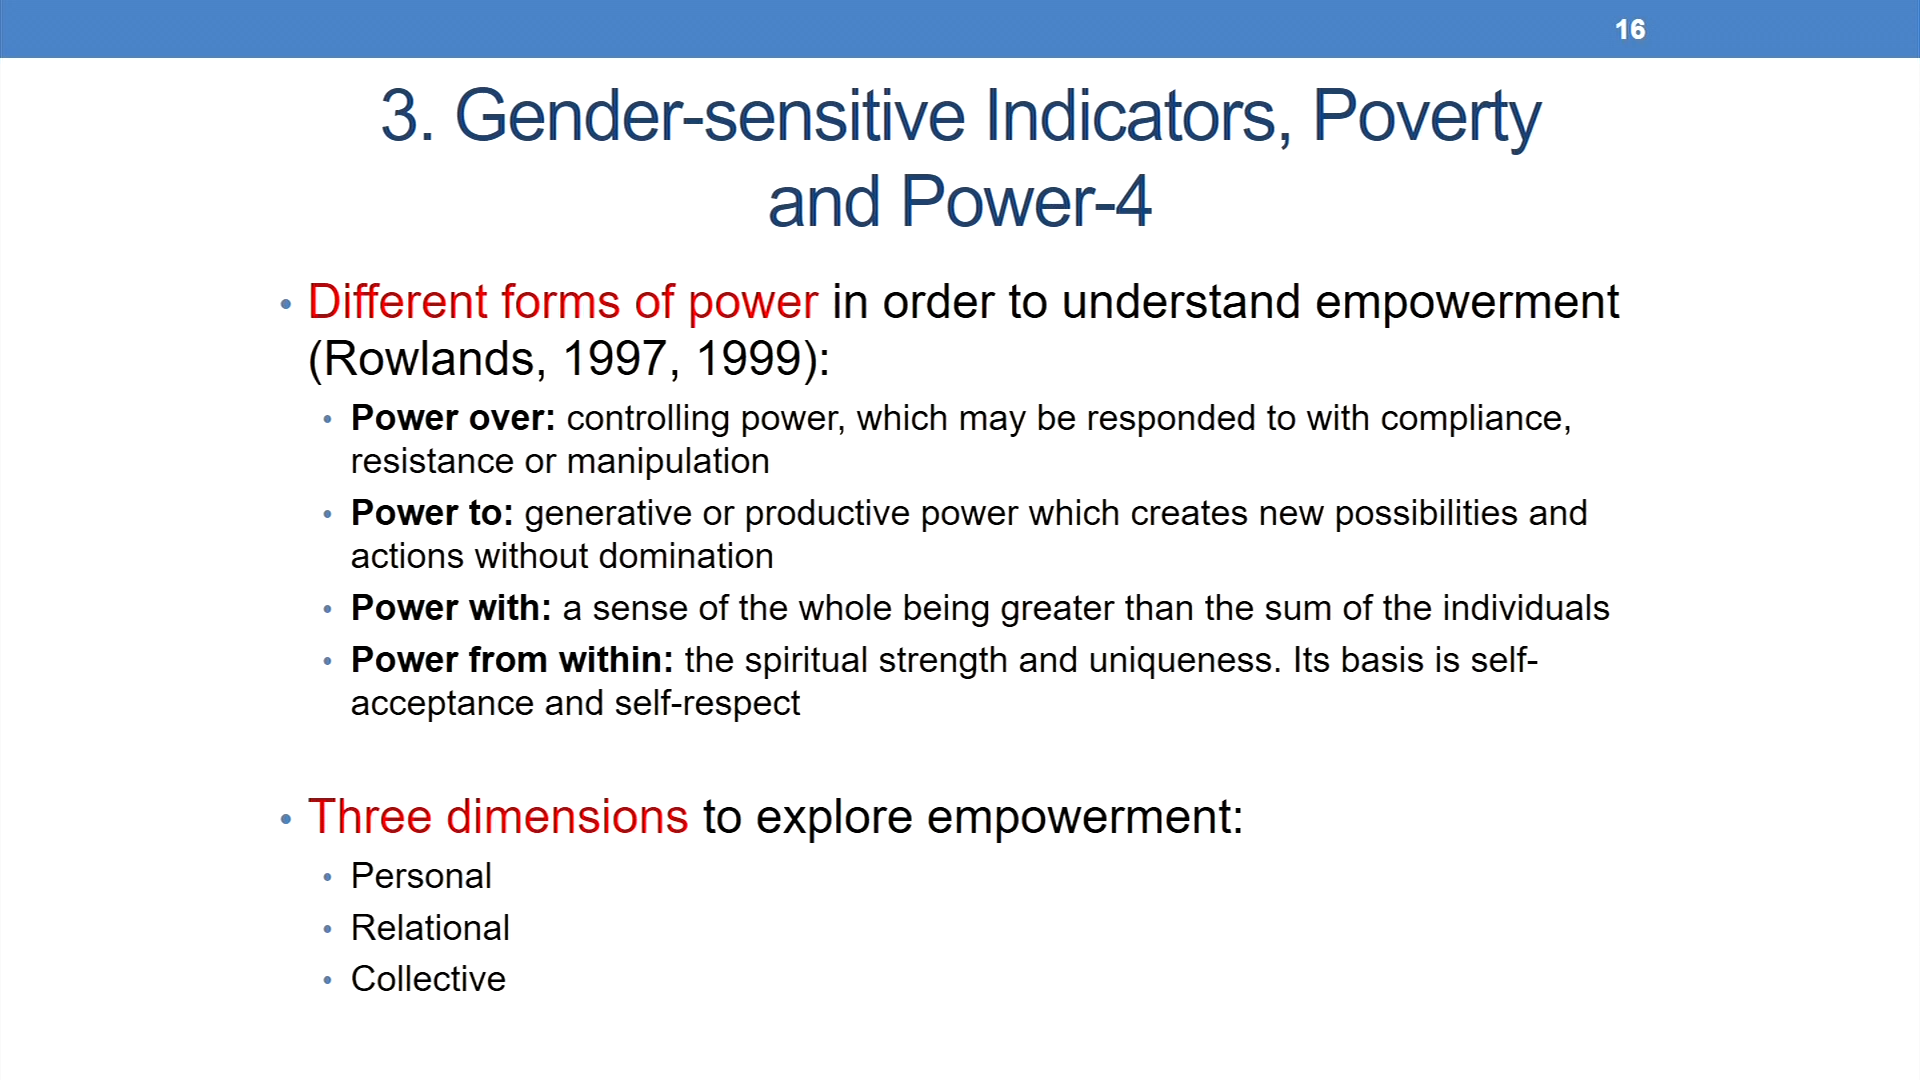 16
3. Gender-sensitive Indicators, Poverty
and Power-4
• Different forms of power in order to understand empowerment
(Rowlands, 1997, 1999):
• Power over: controlling power, which may be responded to with compliance,
resistance or manipulation
• Power to: generative or productive power which creates new possibilities and
actions without domination
• Power with: a sense of the whole being greater than the sum of the individuals
• Power from within: the spiritual strength and uniqueness. Its basis is self-
acceptance and self-respect
• Three dimensions to explore empowerment:
• Personal
• Relational
• Collective